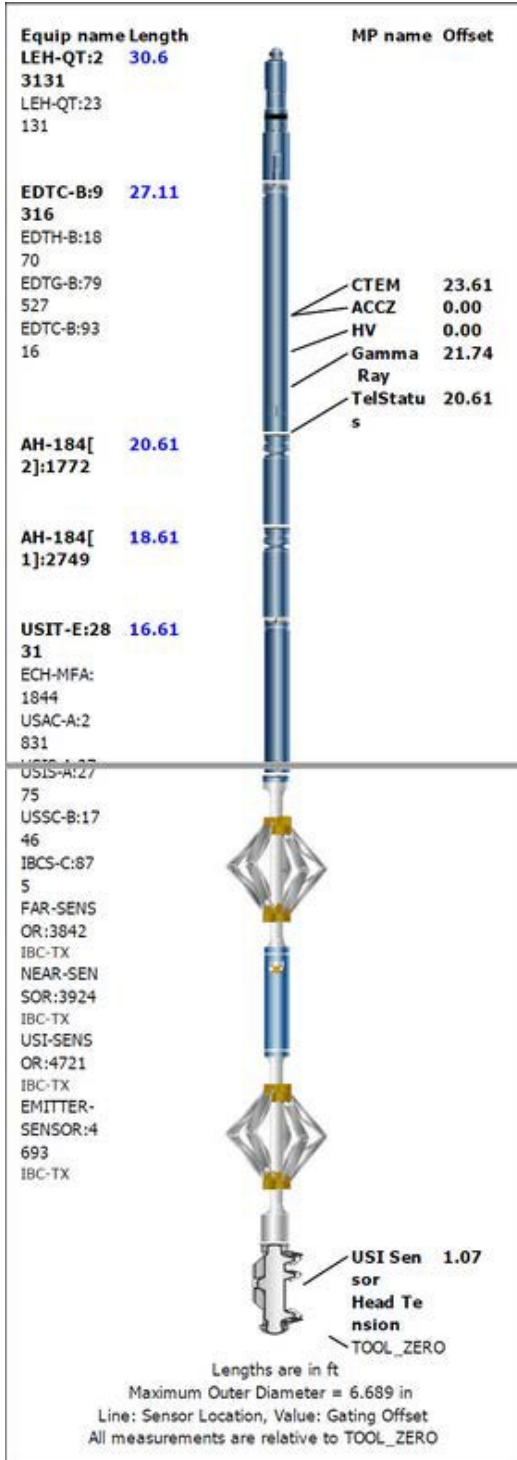 Equip name Length MP name Offset
LEH-QT:2 30.6
3131
LEH-QT:23
131
EDTC-B:9 27.11
316
EDTH-B:18
70
EDTG-B:79
527
EDTC-B:93
16
CTEM 23.61
ACCZ 0.00
HV 0.00
Gamma 21.74
Ray
TelStatu 20.61
s
AH-184[ 20.61
2]:1772
AH-184[ 18.61
1]:2749
USIT-E:28 16.61
31
ECH-MFA:
1844
USAC-A:2
831
USIS-A:27
75
USSC-B:17
46
IBCS-C:87
5
FAR-SENS
OR:3842
IBC-TX
NEAR-SEN
SOR:3924
IBC-TX
USI-SENS
OR:4721
IBC-TX
EMITTER-
SENSOR:4
693
IBC-TX
USI Sen 1.07
sor
Head Te
nsion
TOOL_ZERO
Lengths are in ft
Maximum Outer Diameter = 6.689 in
Line: Sensor Location, Value: Gating Offset
All measurements are relative to TOOL_ZERO